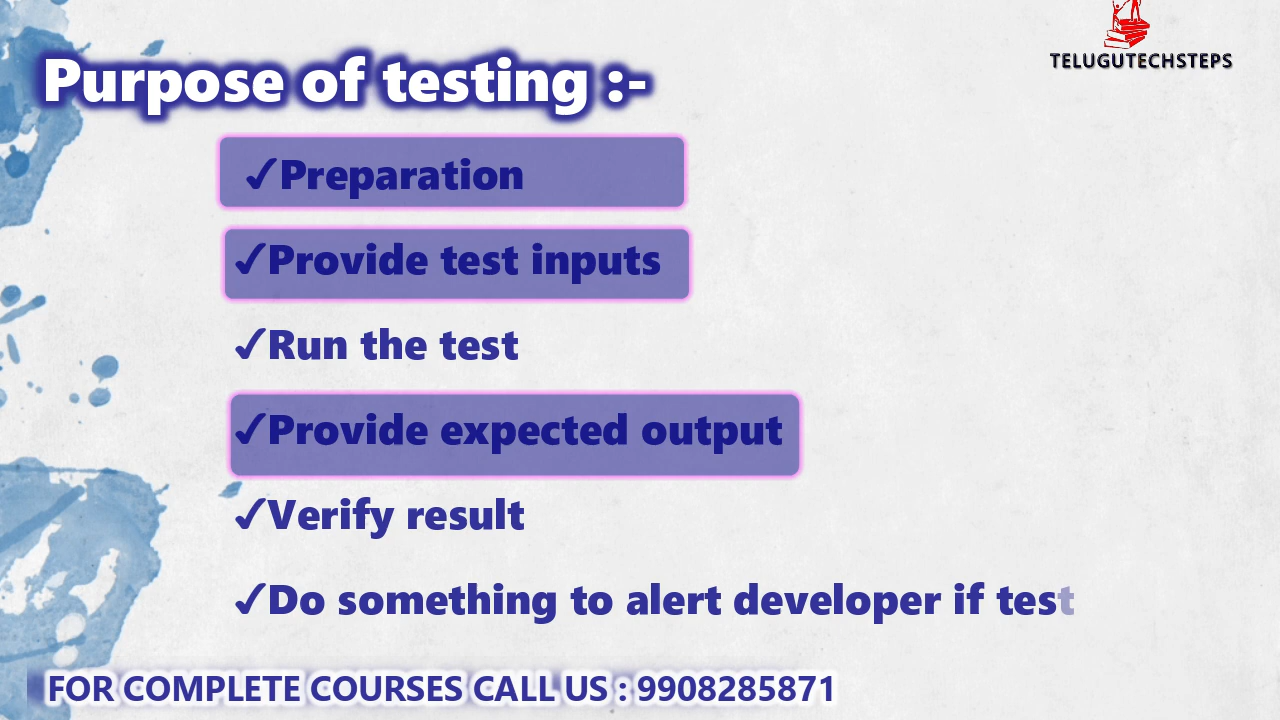 TELUGUTECHSTEPS
Purpose of testing :-
✓Preparation
✓Provide test inputs
✓Run the test
✓Provide expected output
✓Verify result
✓Do something to alert developer if test
FOR COMPLETE COURSES CALL US : 9908285871